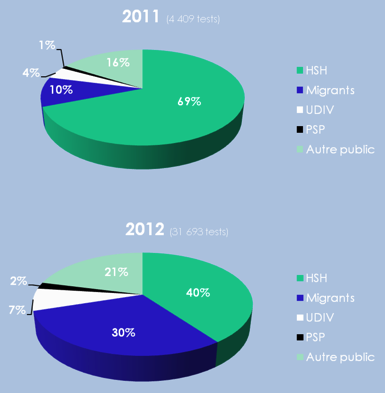 2011 (4 409 tests)
1%
16%
4%
10%
69%
HSH
Migrants
UDIV
PSP
Autre public
2012 (31 693 tests)
2%
21%
7%
40%
30%
HSH
Migrants
UDIV
PSP
Autre public